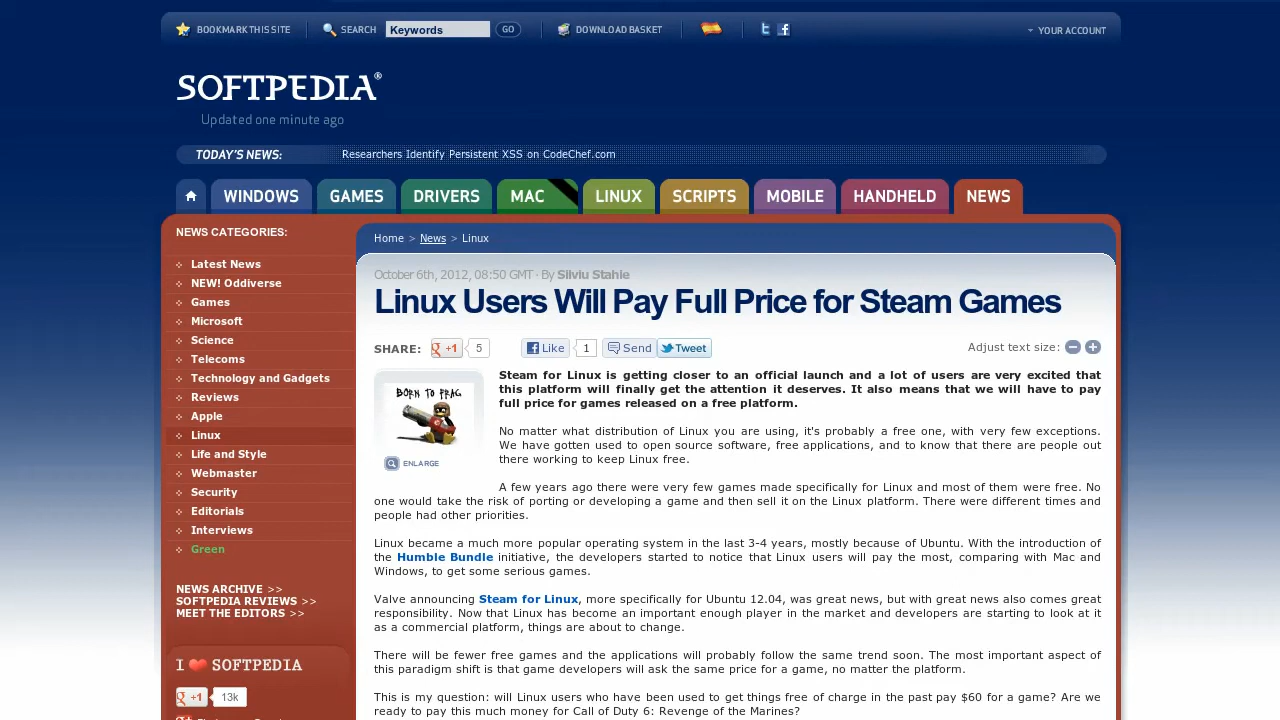 BOOKMARK THIS SITE
SEARCH
Keywords
GO
DOWNLOAD BASKET
YOUR ACCOUNT
SOFTPEDIA®
Updated one minute ago
TODAY'S NEWS:
Researchers Identify Persistent XSS on CodeChef.com
WINDOWS
GAMES
DRIVERS
MAC
LINUX
SCRIPTS
MOBILE
HANDHELD
NEWS
NEWS CATEGORIES:
Latest News
NEW! Oddiverse
Games
Microsoft
Science
Telecoms
Technology and Gadgets
Reviews
Apple
Linux
Life and Style
Webmaster
Security
Editorials
Interviews
Green
NEWS ARCHIVE >>
SOFTPEDIA REVIEWS >>
MEET THE EDITORS >>
I ❤ SOFTPEDIA
+1 13k
Home > News > Linux
October 6th, 2012, 08:50 GMT · By Silviu Stahie
Linux Users Will Pay Full Price for Steam Games
SHARE:
+1 5
Like 1
Send
Tweet
Adjust text size:
BORN TO FRAG
ENLARGE
Steam for Linux is getting closer to an official launch and a lot of users are very excited that
this platform will finally get the attention it deserves. It also means that we will have to pay
full price for games released on a free platform.
No matter what distribution of Linux you are using, it's probably a free one, with very few exceptions.
We have gotten used to open source software, free applications, and to know that there are people out
there working to keep Linux free.
A few years ago there were very few games made specifically for Linux and most of them were free. No
one would take the risk of porting or developing a game and then sell it on the Linux platform. There were different times and
people had other priorities.
Linux became a much more popular operating system in the last 3-4 years, mostly because of Ubuntu. With the introduction of
the Humble Bundle initiative, the developers started to notice that Linux users will pay the most, comparing with Mac and
Windows, to get some serious games.
Valve announcing Steam for Linux, more specifically for Ubuntu 12.04, was great news, but with great news also comes great
responsibility. Now that Linux has become an important enough player in the market and developers are starting to look at it
as a commercial platform, things are about to change.
There will be fewer free games and the applications will probably follow the same trend soon. The most important aspect of
this paradigm shift is that game developers will ask the same price for a game, no matter the platform.
This is my question: will Linux users who have been used to get things free of charge in the past pay $60 for a game? Are we
ready to pay this much money for Call of Duty 6: Revenge of the Marines?